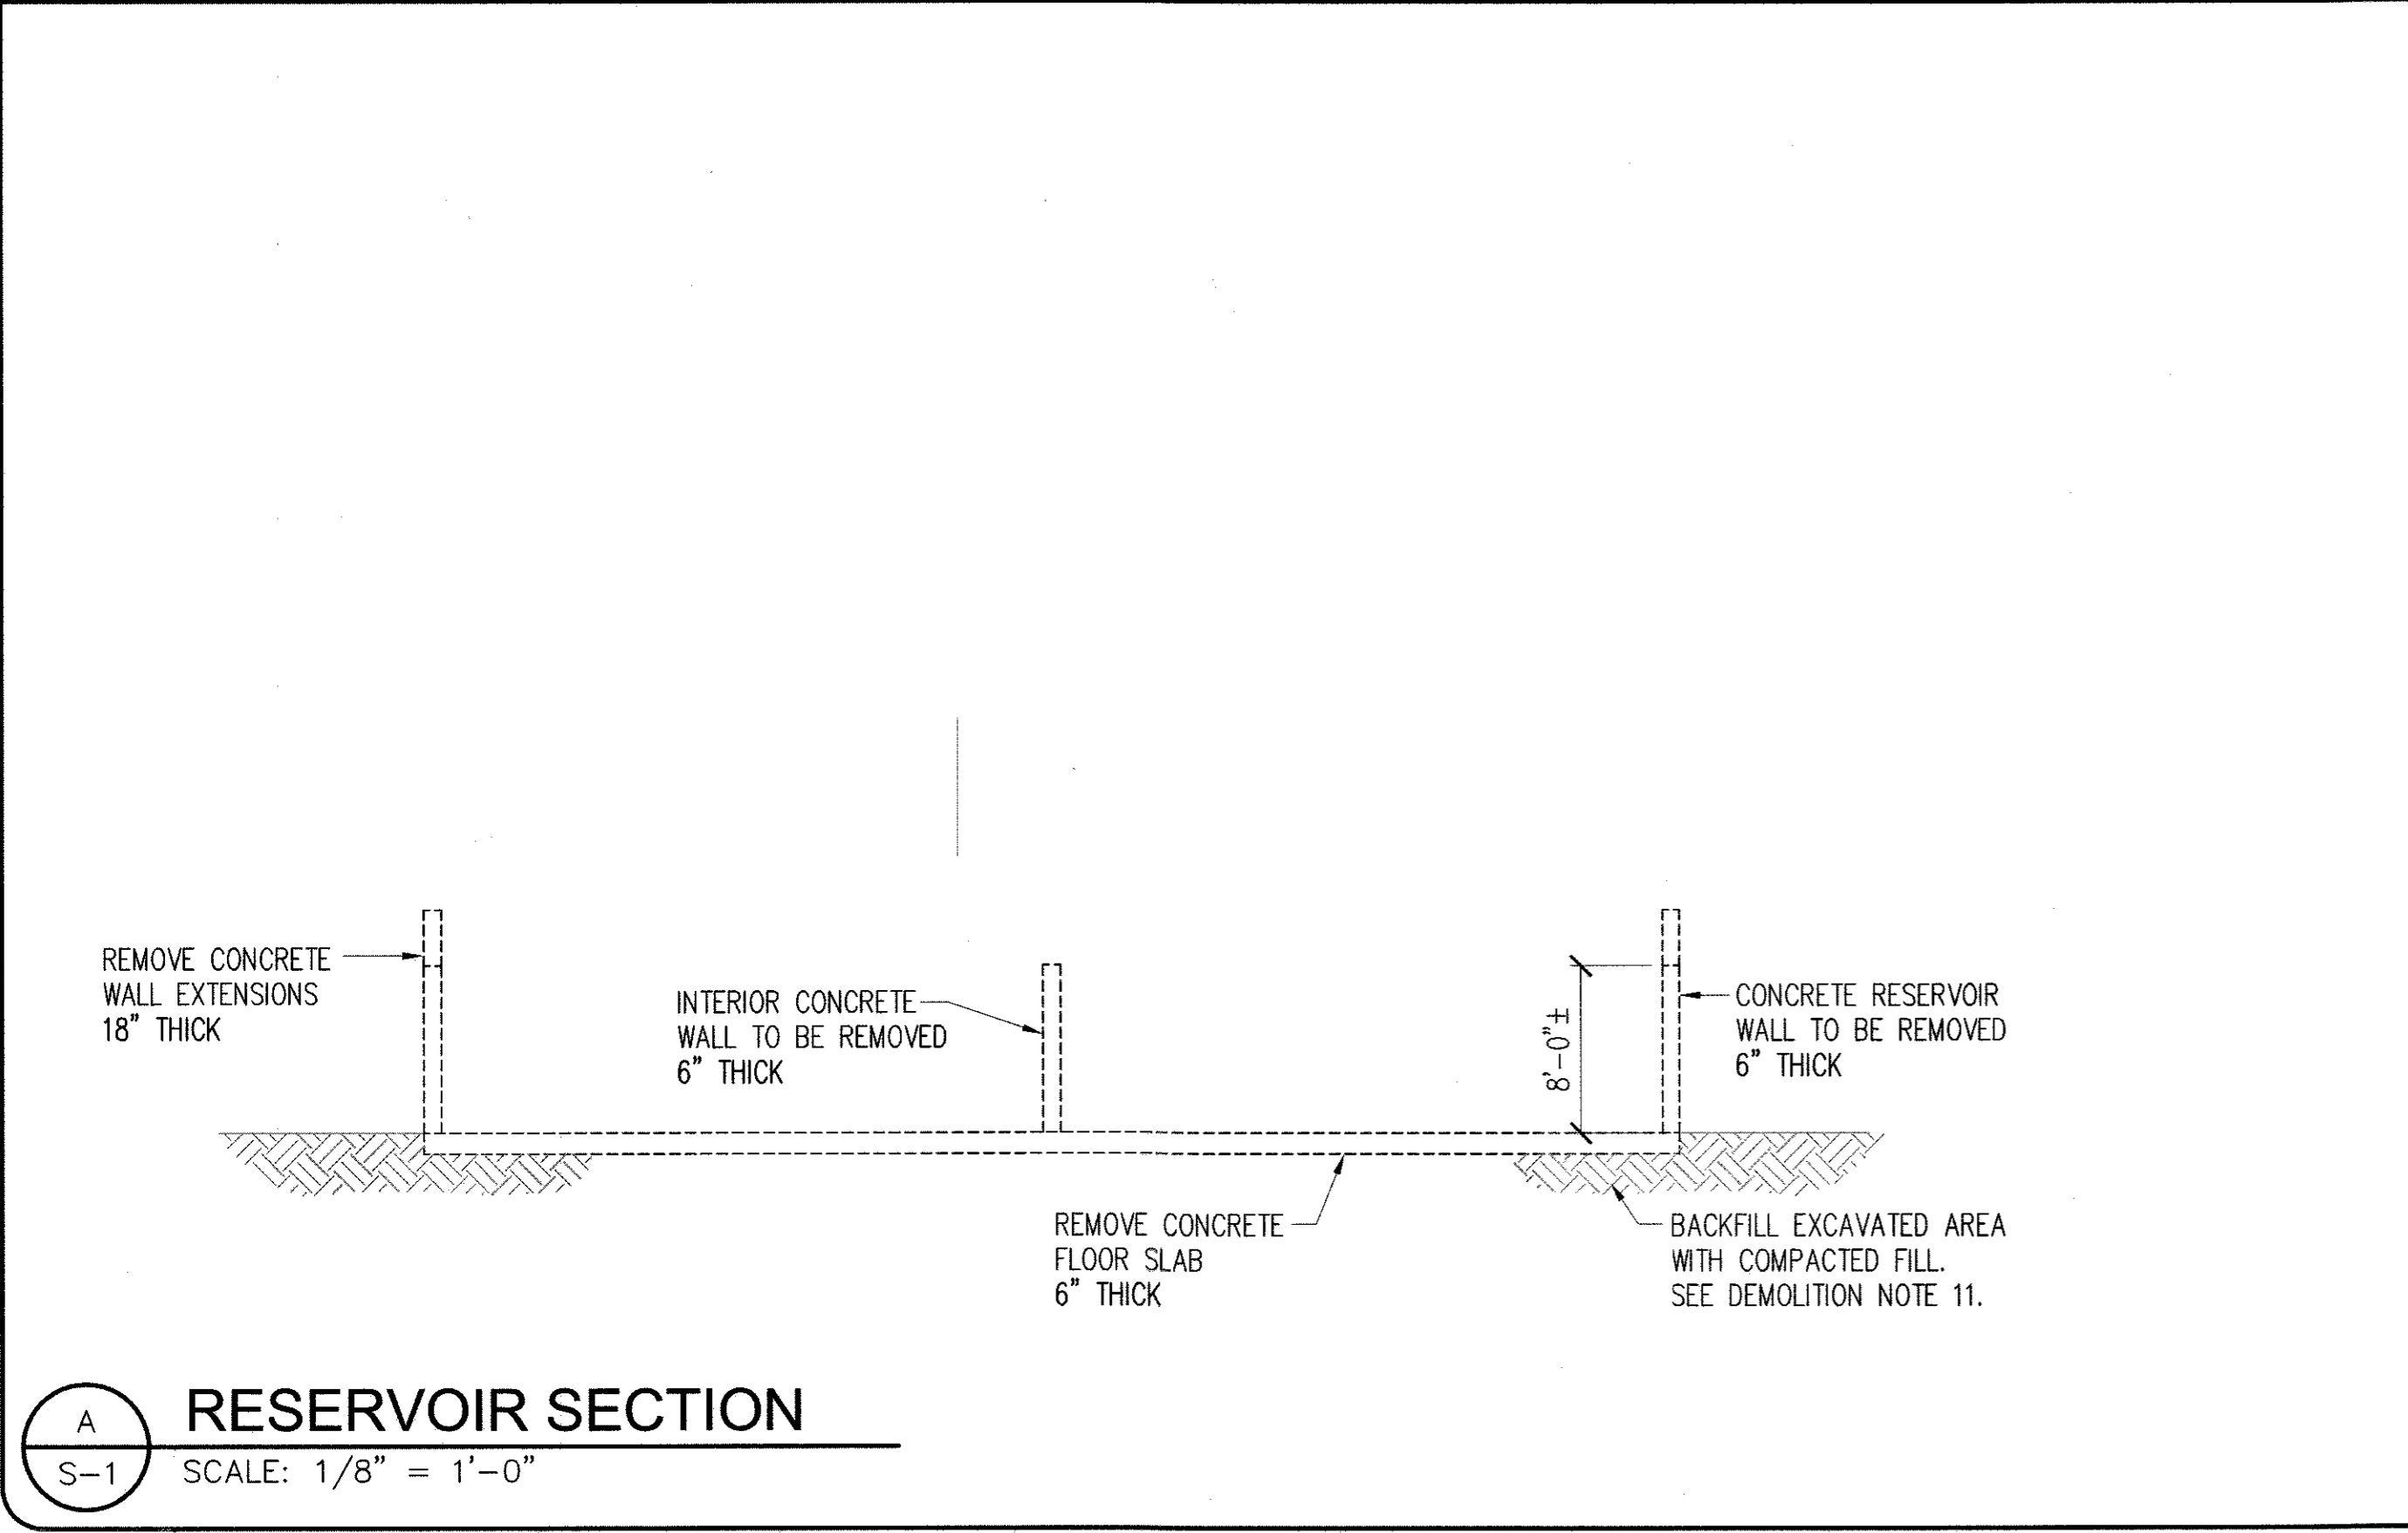 REMOVE CONCRETE
WALL EXTENSIONS
18" THICK
INTERIOR CONCRETE
WALL TO BE REMOVED
6" THICK
8'-0"±
CONCRETE RESERVOIR
WALL TO BE REMOVED
6" THICK
REMOVE CONCRETE
FLOOR SLAB
6" THICK
BACKFILL EXCAVATED AREA
WITH COMPACTED FILL.
SEE DEMOLITION NOTE 11.
A
S-1
RESERVOIR SECTION
SCALE: 1/8" = 1'-0"